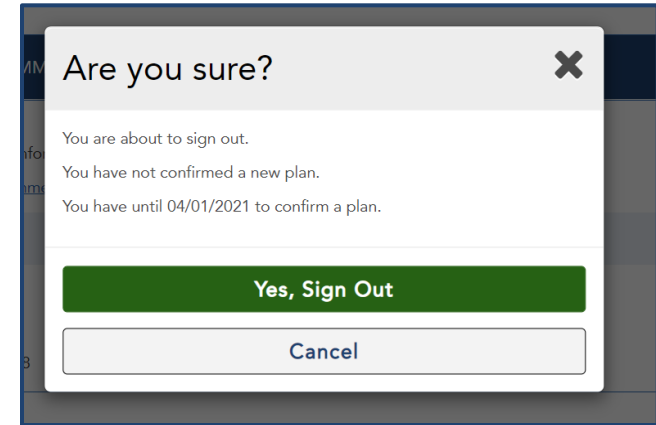 Are you sure?
You are about to sign out.
You have not confirmed a new plan.
You have until 04/01/2021 to confirm a plan.
Yes, Sign Out
Cancel